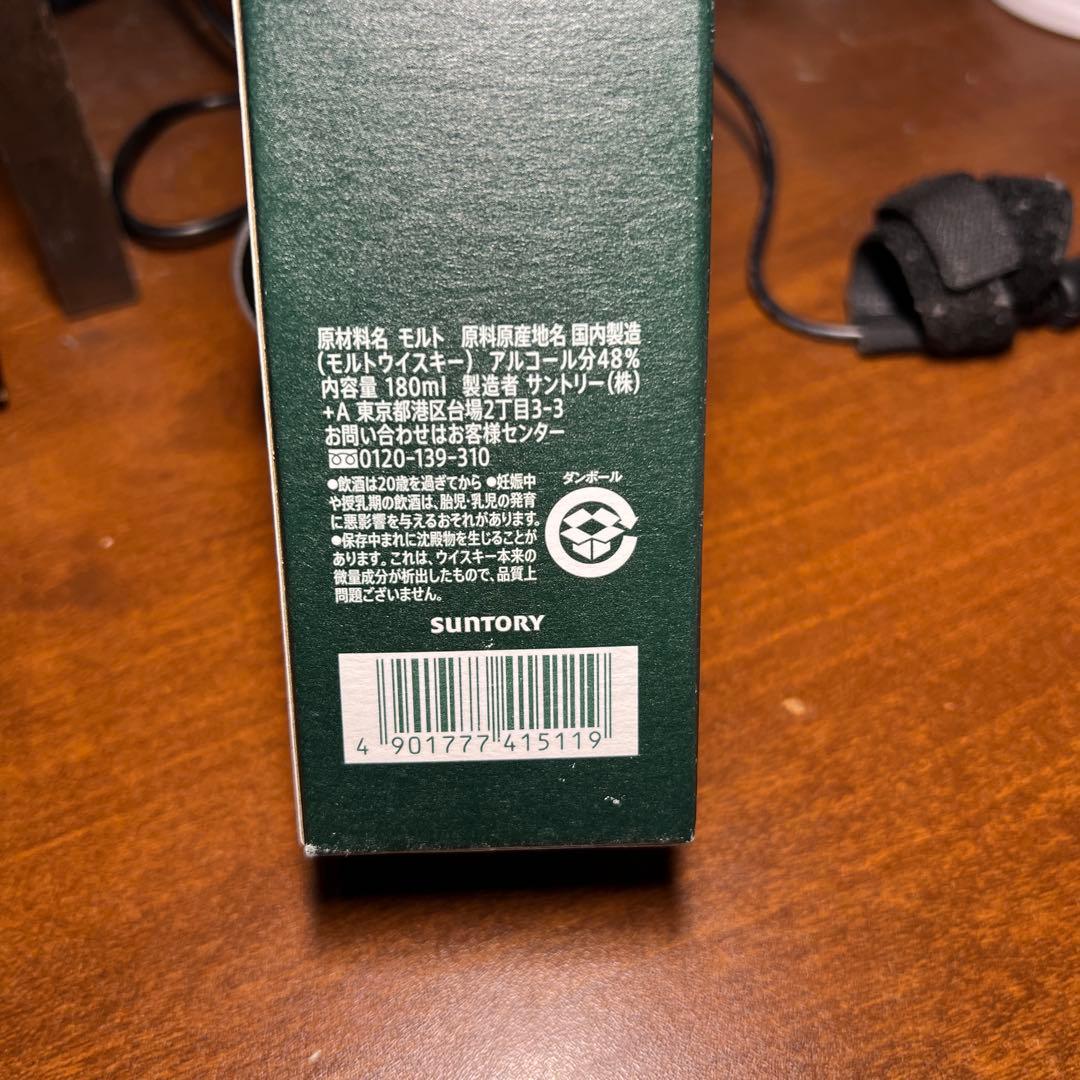 原材料名 モルト 原料原産地名 国内製造
(モルトウイスキー) アルコール分48%
内容量 180ml 製造者 サントリー(株)
+A 東京都港区台場2丁目3-3
お問い合わせはお客様センター
0120-139-310
●飲酒は20歳を過ぎてから ●妊娠中
や授乳期の飲酒は、胎児・乳児の発育
に悪影響を与えるおそれがあります。
●保存中まれに沈殿物を生じることが
あります。これは、ウイスキー本来の
微量成分が析出したもので、品質上
問題ございません。
ダンボール
SUNTORY
4 901777 415119